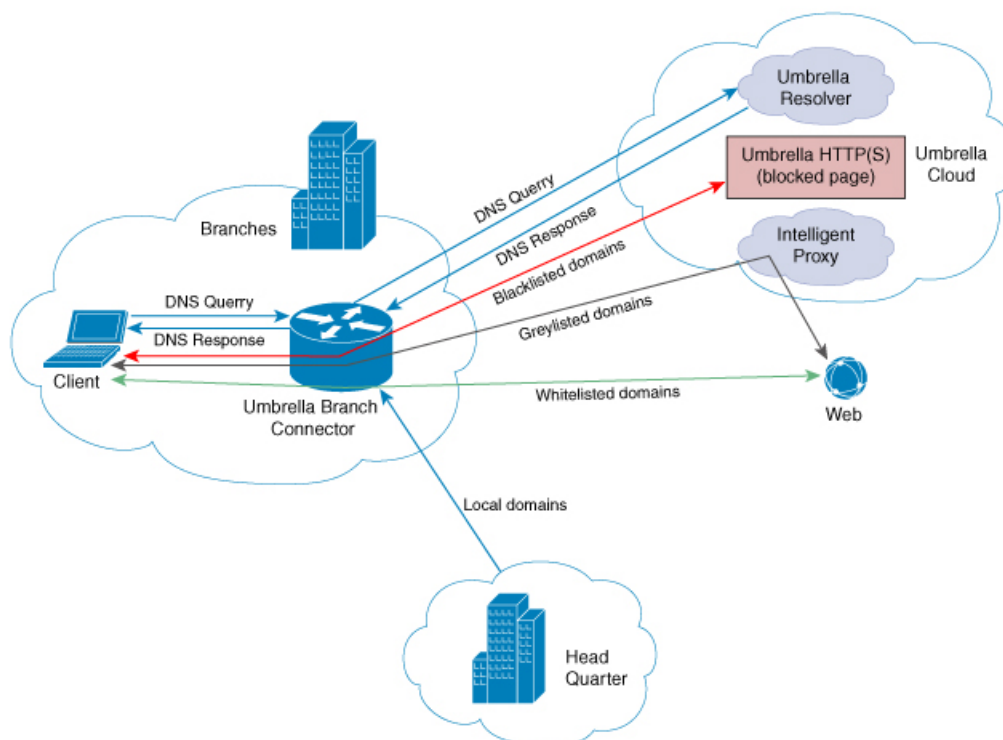 Umbrella
Resolver
Umbrella HTTP(S)
(blocked page)
Umbrella
Cloud
Intelligent
Proxy
Branches
DNS Querry
DNS Response
Blacklisted domains
Greylisted domains
DNS Querry
DNS Response
Client
Umbrella Branch
Connector
Whitelisted domains
Web
Local domains
Head
Quarter